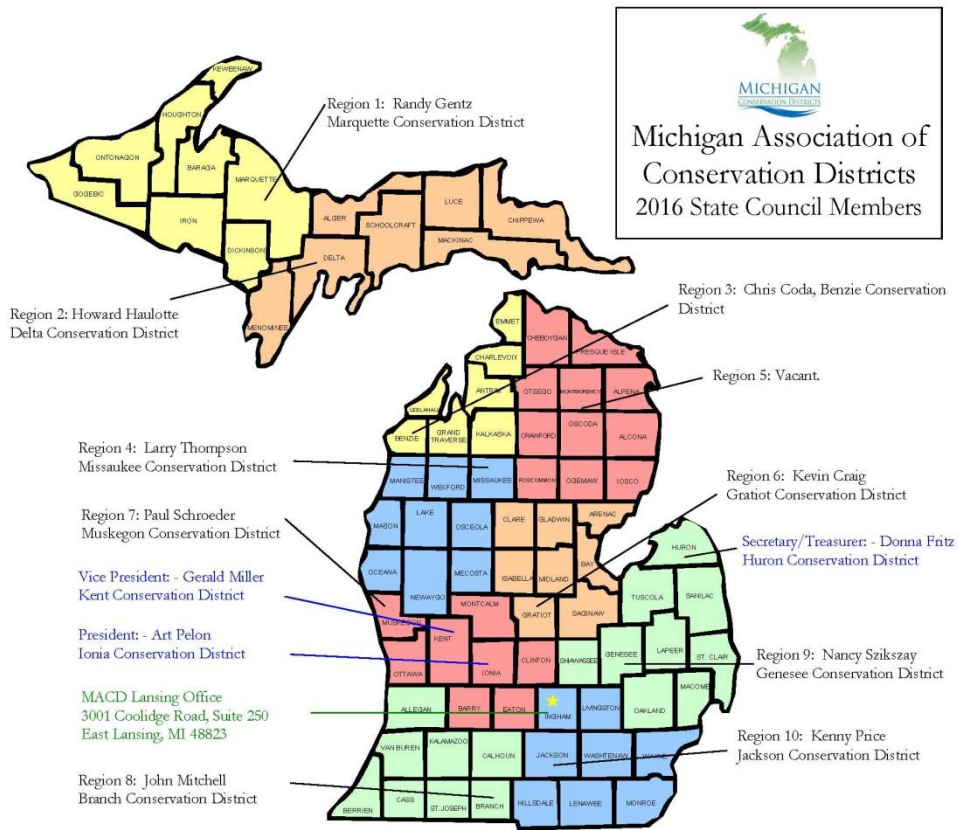 MICHIGAN
CONSERVATION DISTRICTS
Michigan Association of
Conservation Districts
2016 State Council Members
Region 1: Randy Gentz
Marquette Conservation District
KEWEENAW
HOUGHTON
ONTONAGON
BARAGA
GOGEBIC
MARQUETTE
IRON
DICKINSON
ALGER
LUCE
SCHOOLCRAFT
CHIPPEWA
MACKINAC
DELTA
MENOMINEE
Region 2: Howard Haulotte
Delta Conservation District
Region 3: Chris Coda, Benzie Conservation
District
EMMET
CHEBOYGAN
PRESQUE ISLE
CHARLEVOIX
Region 5: Vacant.
ANTRIM
OTSEGO
MONTMORENCY
ALPENA
LEELANAU
BENZIE
GRAND
TRAVERSE
KALKASKA
CRAWFORD
OSCODA
ALCONA
Region 4: Larry Thompson
Missaukee Conservation District
MANISTEE
WEXFORD
MISSAUKEE
ROSCOMMON
OGEMAW
IOSCO
Region 6: Kevin Craig
Gratiot Conservation District
Region 7: Paul Schroeder
Muskegon Conservation District
MASON
LAKE
OSCEOLA
CLARE
GLADWIN
ARENAC
HURON
Secretary/Treasurer: - Donna Fritz
Huron Conservation District
Vice President: - Gerald Miller
Kent Conservation District
OCEANA
NEWAYGO
MECOSTA
ISABELLA
MIDLAND
BAY
TUSCOLA
SANILAC
MUSKEGON
MONTCALM
GRATIOT
SAGINAW
President: - Art Pelon
Ionia Conservation District
OTTAWA
KENT
IONIA
CLINTON
SHIAWASSEE
GENESEE
LAPEER
ST. CLAIR
Region 9: Nancy Szikszay
Genesee Conservation District
MACD Lansing Office
3001 Coolidge Road, Suite 250
East Lansing, MI 48823
ALLEGAN
BARRY
EATON
INGHAM
LIVINGSTON
OAKLAND
MACOMB
Region 10: Kenny Price
Jackson Conservation District
VAN BUREN
KALAMAZOO
CALHOUN
JACKSON
WASHTENAW
WAYNE
Region 8: John Mitchell
Branch Conservation District
BERRIEN
CASS
ST. JOSEPH
BRANCH
HILLSDALE
LENAWEE
MONROE